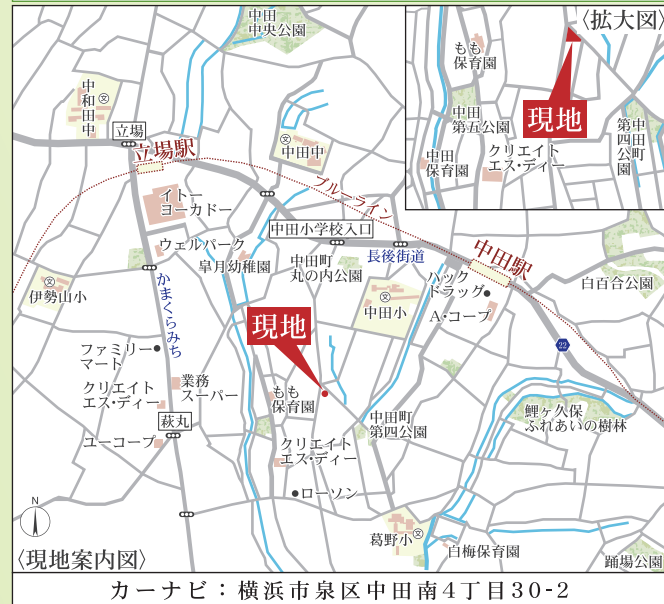 中田
中央公園
中
和
田
中
文
立場
立場駅
文
中田中
イトー
ヨーカドー
ブルーライン
中田小学校入口
ウェルパーク
皐月幼稚園
中田町
丸の内公園
長後街道
中田駅
ハック
ドラッグ
A・コープ
白百合公園
文
伊勢山小
かまくらみち
文
中田小
現地
22
ファミリー
マート
クリエイト
エス・ディー
業務
スーパー
もも
保育園
中田町
第四公園
鯉ヶ久保
ふれあいの樹林
萩丸
ユーコープ
クリエイト
エス・ディー
ローソン
N
葛野小
文
白梅保育園
踊場公園
〈現地案内図〉
〈拡大図〉
もも
保育園
現地
中田
第五公園
中田
保育園
クリエイト
エス・ディー
中田町
第四公園
カーナビ：横浜市泉区中田南4丁目30-2